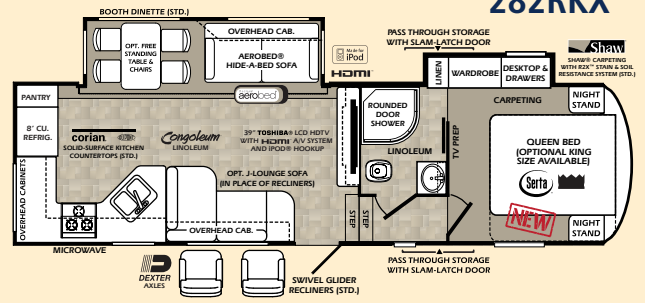 282RKX
BOOTH DINETTE (STD.)
PASS THROUGH STORAGE
WITH SLAM-LATCH DOOR
OPT. FREE
STANDING
TABLE &
CHAIRS
OVERHEAD CAB.
AEROBED®
HIDE-A-BED SOFA
Made for
iPod
HDMI
aerobed
LINEN
WARDROBE
DESKTOP &
DRAWERS
Shaw
SHAW® CARPETING
WITH R2X™ STAIN & SOIL
RESISTANCE SYSTEM (STD.)
PANTRY
8' CU.
REFRIG.
corian
SOLID-SURFACE KITCHEN
COUNTERTOPS (STD.)
Congoleum
LINOLEUM
39" TOSHIBA® LCD HDTV
WITH HDMI A/V SYSTEM
AND iPOD® HOOKUP
ROUNDED
DOOR
SHOWER
LINOLEUM
TV PREP
CARPETING
NIGHT
STAND
QUEEN BED
(OPTIONAL KING
SIZE AVAILABLE)
Serta
NEW
NIGHT
STAND
OPT. J-LOUNGE SOFA
(IN PLACE OF RECLINERS)
OVERHEAD CABINETS
OVERHEAD CAB.
STEP
STEP
MICROWAVE
DEXTER
AXLES
SWIVEL GLIDER
RECLINERS (STD.)
PASS THROUGH STORAGE
WITH SLAM-LATCH DOOR